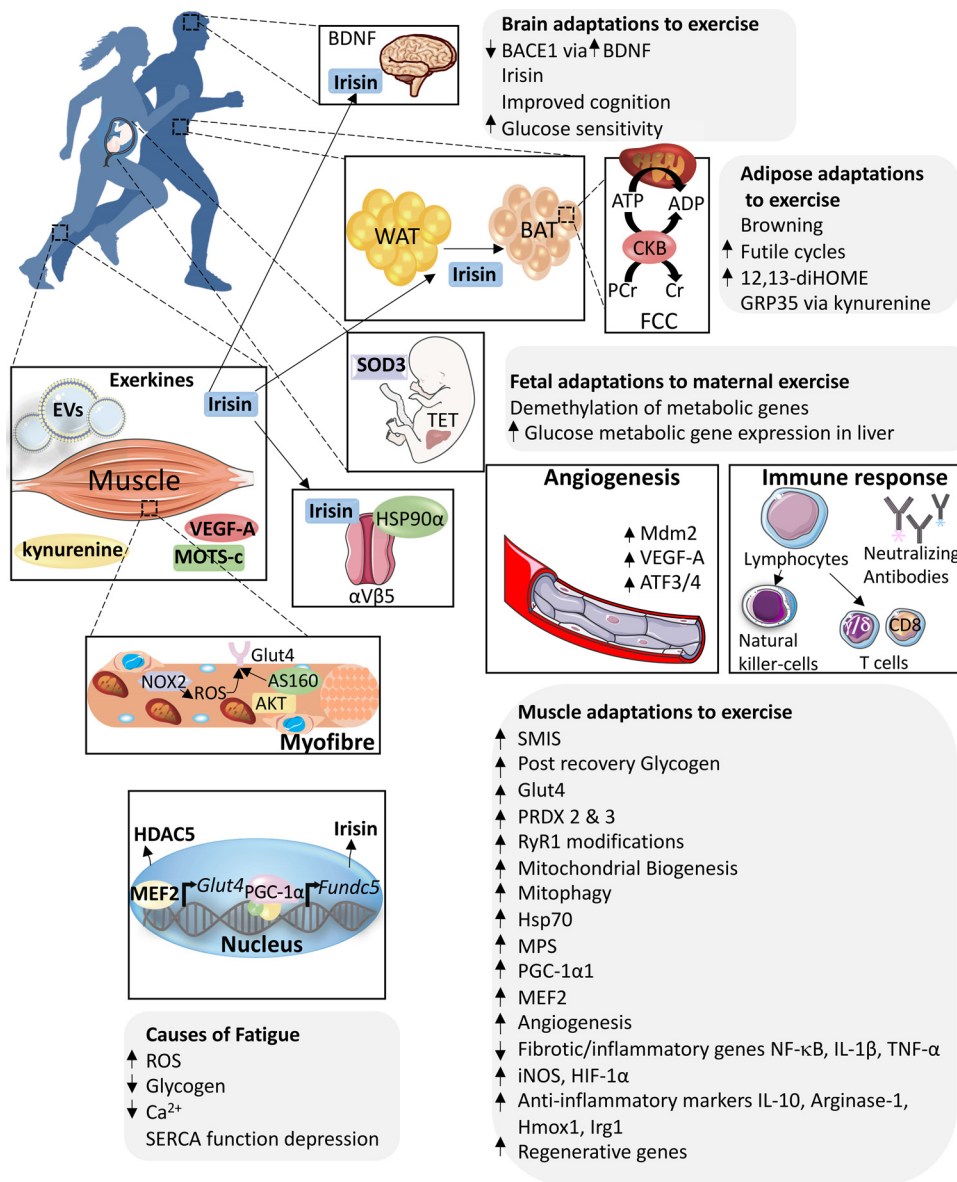 BDNF
Irisin
Brain adaptations to exercise
BACE1 via BDNF
Irisin
Improved cognition
Glucose sensitivity
WAT
BAT
Irisin
ATP
ADP
CKB
PCr
Cr
FCC
Adipose adaptations
to exercise
Browning
Futile cycles
12,13-diHOME
GRP35 via kynurenine
Exerkines
EVs
Irisin
Muscle
VEGF-A
kynurenine
MOTS-c
SOD3
TET
Fetal adaptations to maternal exercise
Demethylation of metabolic genes
Glucose metabolic gene expression in liver
Irisin
HSP90α
αVβ5
Angiogenesis
Mdm2
VEGF-A
ATF3/4
Immune response
Lymphocytes
Neutralizing
Antibodies
Natural
killer-cells
γ/δ
CD8
T cells
Glut4
NOX2
ROS
AS160
AKT
Myofibre
HDAC5
Irisin
MEF2
Glut4
PGC-1α
Fundc5
Nucleus
Causes of Fatigue
ROS
Glycogen
Ca²⁺
SERCA function depression
Muscle adaptations to exercise
SMIS
Post recovery Glycogen
Glut4
PRDX 2 & 3
RyR1 modifications
Mitochondrial Biogenesis
Mitophagy
Hsp70
MPS
PGC-1α1
MEF2
Angiogenesis
Fibrotic/inflammatory genes NF-κB, IL-1β, TNF-α
iNOS, HIF-1α
Anti-inflammatory markers IL-10, Arginase-1,
Hmox1, Irg1
Regenerative genes